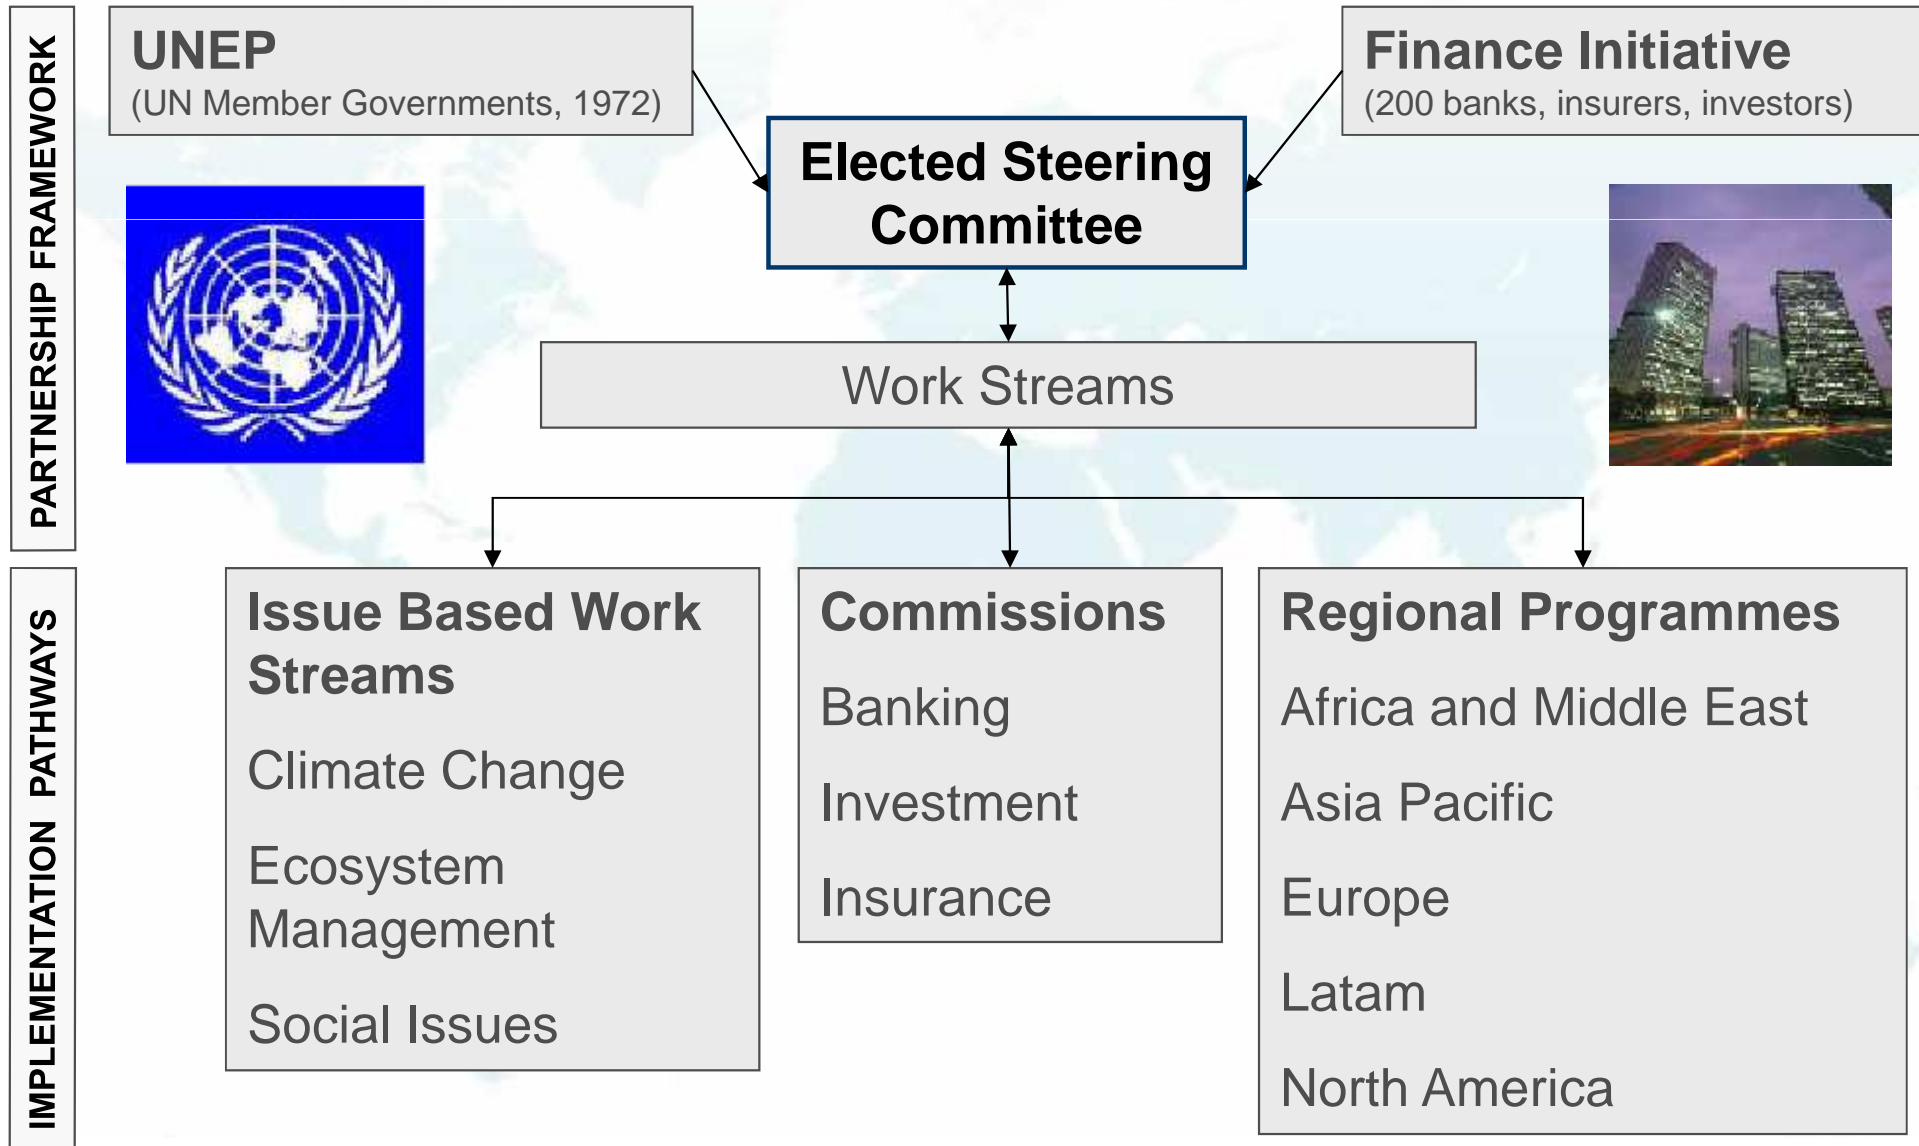 PARTNERSHIP FRAMEWORK
UNEP
(UN Member Governments, 1972)
Finance Initiative
(200 banks, insurers, investors)
Elected Steering
Committee
Work Streams
IMPLEMENTATION PATHWAYS
Issue Based Work
Streams
Climate Change
Ecosystem
Management
Social Issues
Commissions
Banking
Investment
Insurance
Regional Programmes
Africa and Middle East
Asia Pacific
Europe
Latam
North America